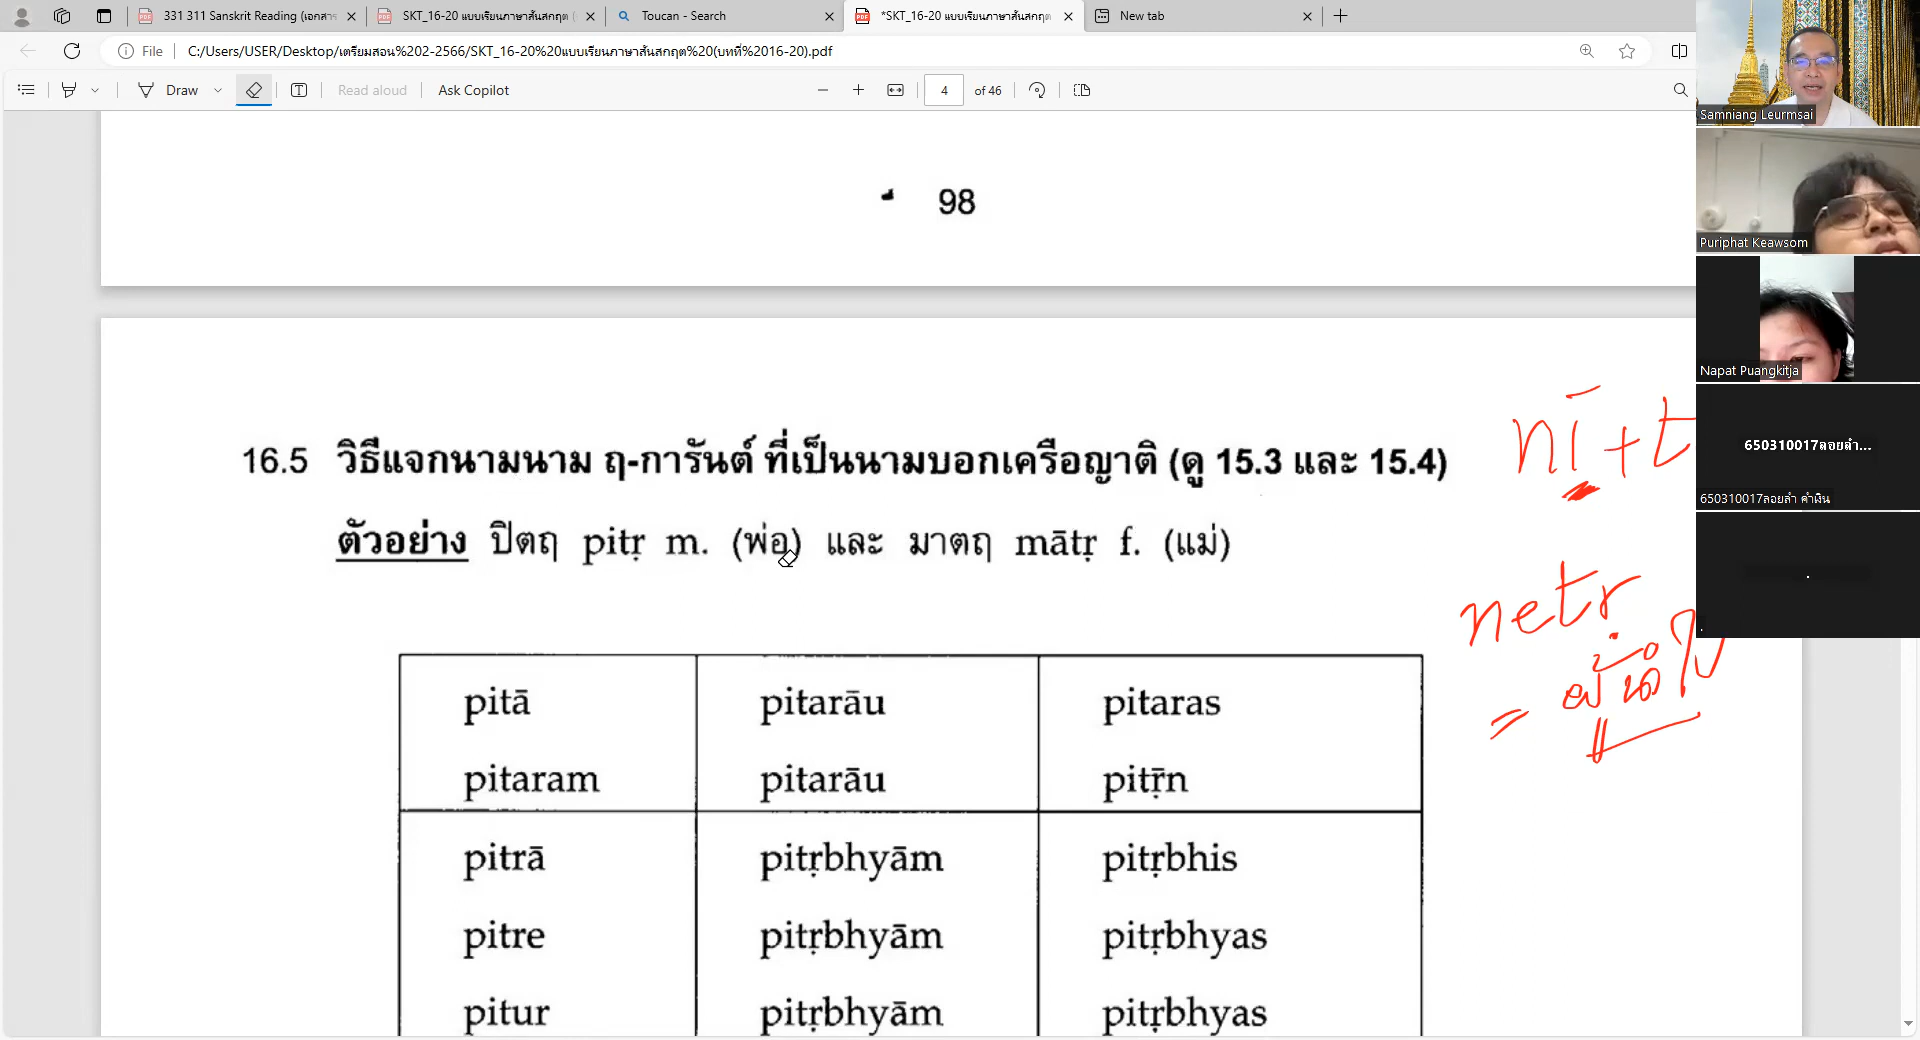 331 311 Sanskrit Reading (เอกสาร
SKT_16-20 แบบเรียนภาษาสันสกฤต
Toucan - Search
*SKT_16-20 แบบเรียนภาษาสันสกฤต
New tab
File C:/Users/USER/Desktop/เตรียมสอน%202-2566/SKT_16-20%20แบบเรียนภาษาสันสกฤต%20(บทที่%2016-20).pdf
Draw Read aloud Ask Copilot 4 of 46
98
16.5 วิธีแจกนามนาม ฤ-การันต์ ที่เป็นนามบอกเครือญาติ (ดู 15.3 และ 15.4)
ตัวอย่าง ปิตฤ pitṛ m. (พ่อ) และ มาตฤ mātṛ f. (แม่)
pitā pitarāu pitaras
pitaram pitarāu pitṝn
pitrā pitṛbhyām pitṛbhis
pitre pitṛbhyām pitṛbhyas
pitur pitṛbhyām pitṛbhyas
nī + t
netr
=
Samniang Leurmsai
Puriphat Keawsom
Napat Puangkitja
650310017ลอยลำ...
650310017ลอยลำ คำผิน
.
.